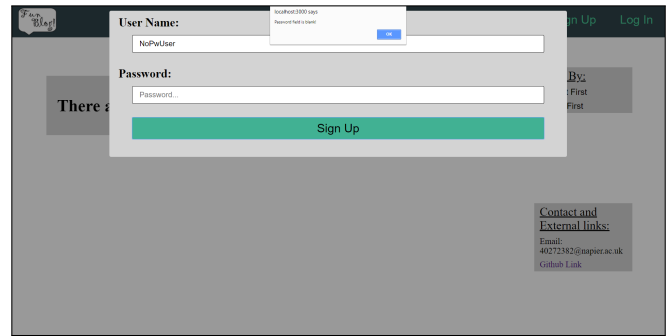 Fun
Blog!
User Name:
localhost:3000 says
Password field is blank!
OK
gn Up
Log In
NoPwUser
Password:
Password...
Sign Up
There a
By:
t First
First
Contact and
External links:
Email:
40272382@napier.ac.uk
Github Link